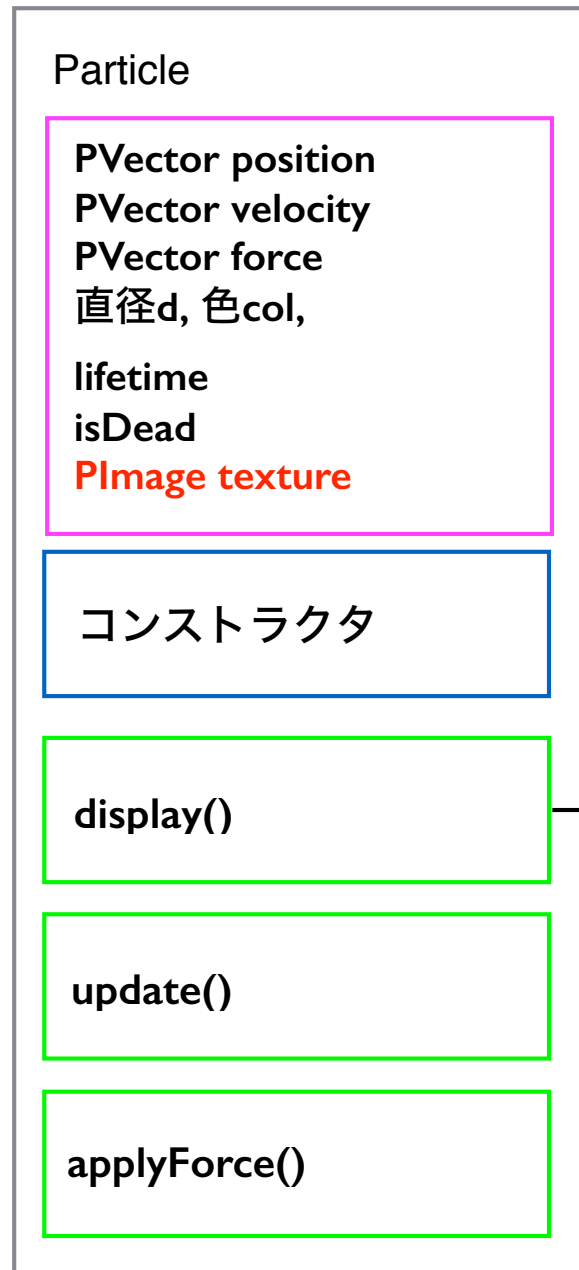 Particle
PVector position
PVector velocity
PVector force
直径d, 色col,
lifetime
isDead
PImage texture
コンストラクタ
display()
update()
applyForce()